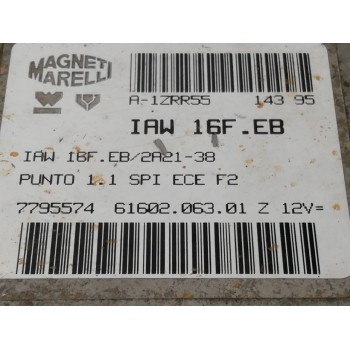 MAGNETI
MARELLI
A-1ZRR55 143 95
IAW 16F.EB
IAW 16F.EB/2A21-38
PUNTO 1.1 SPI ECE F2
7795574 61602.063.01 Z 12V=